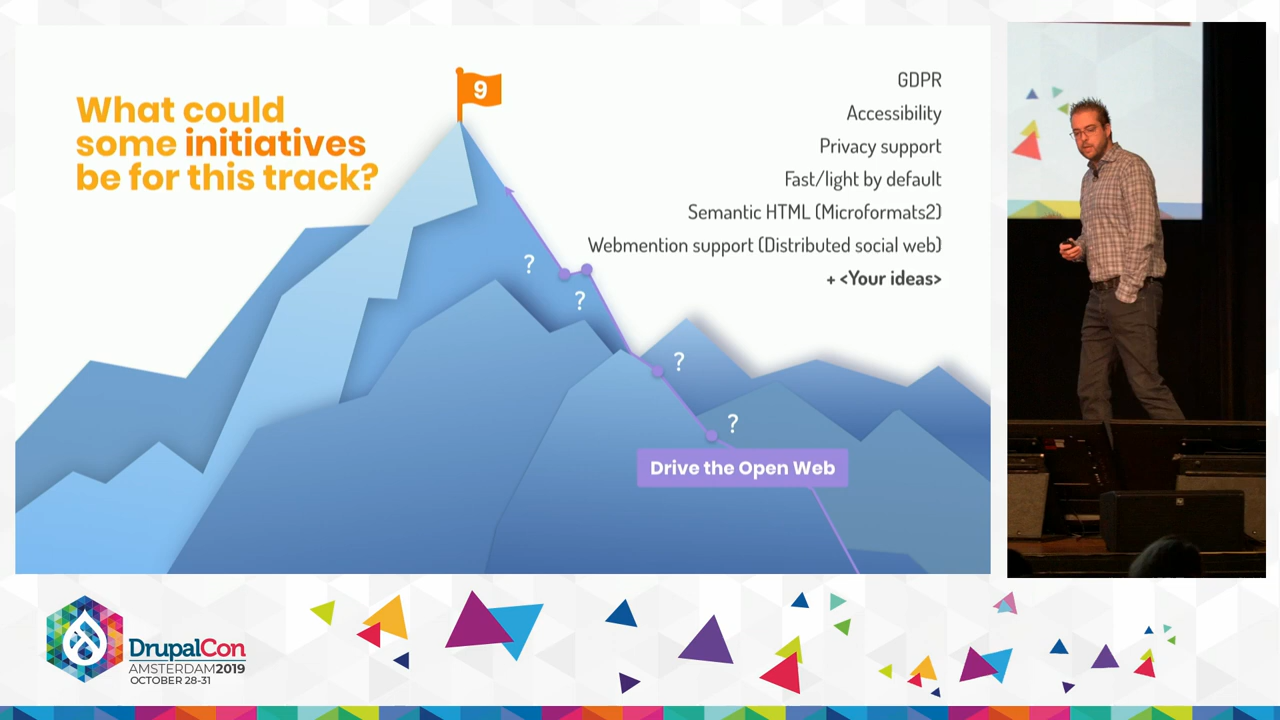 What could
some initiatives
be for this track?
9
GDPR
Accessibility
Privacy support
Fast/light by default
Semantic HTML (Microformats2)
Webmention support (Distributed social web)
+ <Your ideas>
?
?
?
?
Drive the Open Web
DrupalCon
AMSTERDAM2019
OCTOBER 28-31